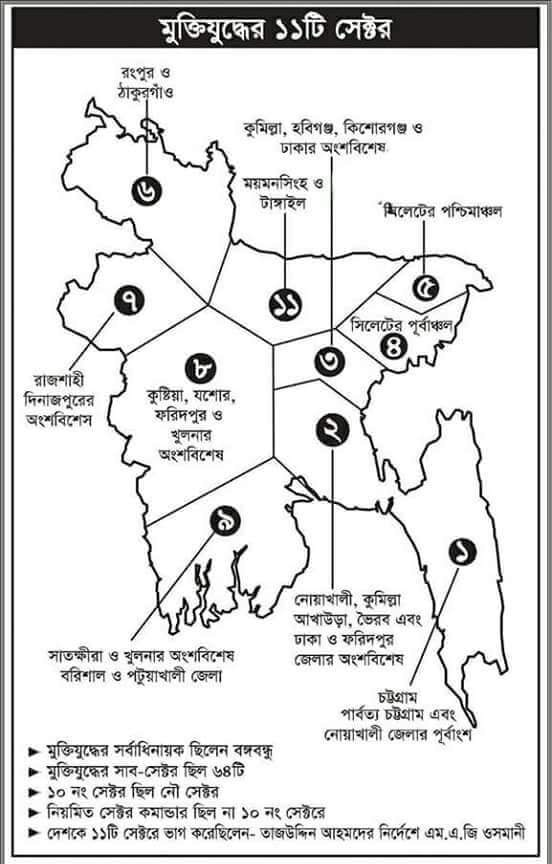 মুক্তিযুদ্ধের ১১টি সেক্টর
রংপুর ও
ঠাকুরগাঁও
৬
কুমিল্লা, হবিগঞ্জ, কিশোরগঞ্জ ও
ঢাকার অংশবিশেষ
ময়মনসিংহ ও
টাঙ্গাইল
সিলেটের পশ্চিমাঞ্চল
৫
৭
১১
সিলেটের পূর্বাঞ্চল
৪
৩
রাজশাহী
দিনাজপুরের
অংশবিশেস
৮
কুষ্টিয়া, যশোর,
ফরিদপুর ও
খুলনার
অংশবিশেষ
২
৯
১
নোয়াখালী, কুমিল্লা
আখাউড়া, ভৈরব এবং
ঢাকা ও ফরিদপুর
জেলার অংশবিশেষ
সাতক্ষীরা ও খুলনার অংশবিশেষ
বরিশাল ও পটুয়াখালী জেলা
চট্টগ্রাম
পার্বত্য চট্টগ্রাম এবং
নোয়াখালী জেলার পূর্বাংশ
► মুক্তিযুদ্ধের সর্বাধিনায়ক ছিলেন বঙ্গবন্ধু
► মুক্তিযুদ্ধের সাব-সেক্টর ছিল ৬৪টি
► ১০ নং সেক্টর ছিল নৌ সেক্টর
► নিয়মিত সেক্টর কমান্ডার ছিল না ১০ নং সেক্টরে
► দেশকে ১১টি সেক্টরে ভাগ করেছিলেন- তাজউদ্দিন আহমদের নির্দেশে এম.এ.জি ওসমানী